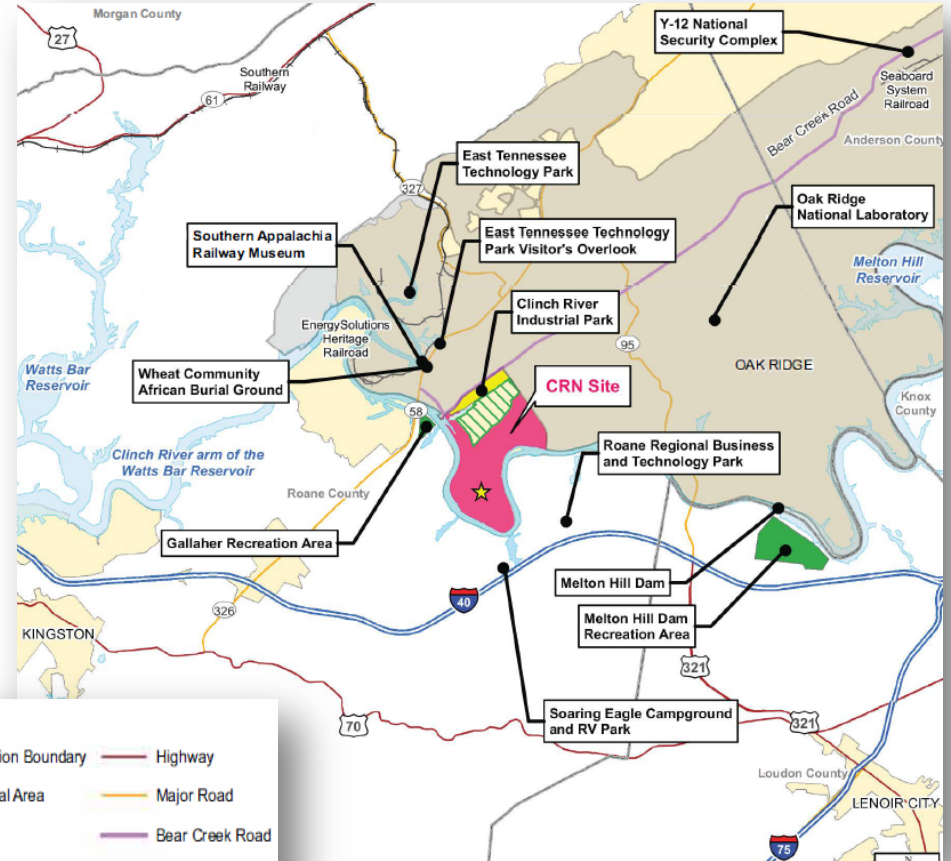 Morgan County
27
Southern
Railway
61
Y-12 National
Security Complex
Seaboard
System
Railroad
Bear Creek Road
Anderson County
East Tennessee
Technology Park
327
Oak Ridge
National Laboratory
Southern Appalachia
Railway Museum
East Tennessee Technology
Park Visitor's Overlook
Melton Hill
Reservoir
Clinch River
Industrial Park
EnergySolutions
Heritage
Railroad
95
OAK RIDGE
Watts Bar
Reservoir
Wheat Community
African Burial Ground
CRN Site
Knox
County
58
Clinch River arm of the
Watts Bar Reservoir
Roane Regional Business
and Technology Park
Roane County
Gallaher Recreation Area
Melton Hill Dam
40
326
Melton Hill Dam
Recreation Area
KINGSTON
321
70
Soaring Eagle Campground
and RV Park
321
Loudon County
LENOIR CITY
75
ion Boundary
Highway
al Area
Major Road
Bear Creek Road